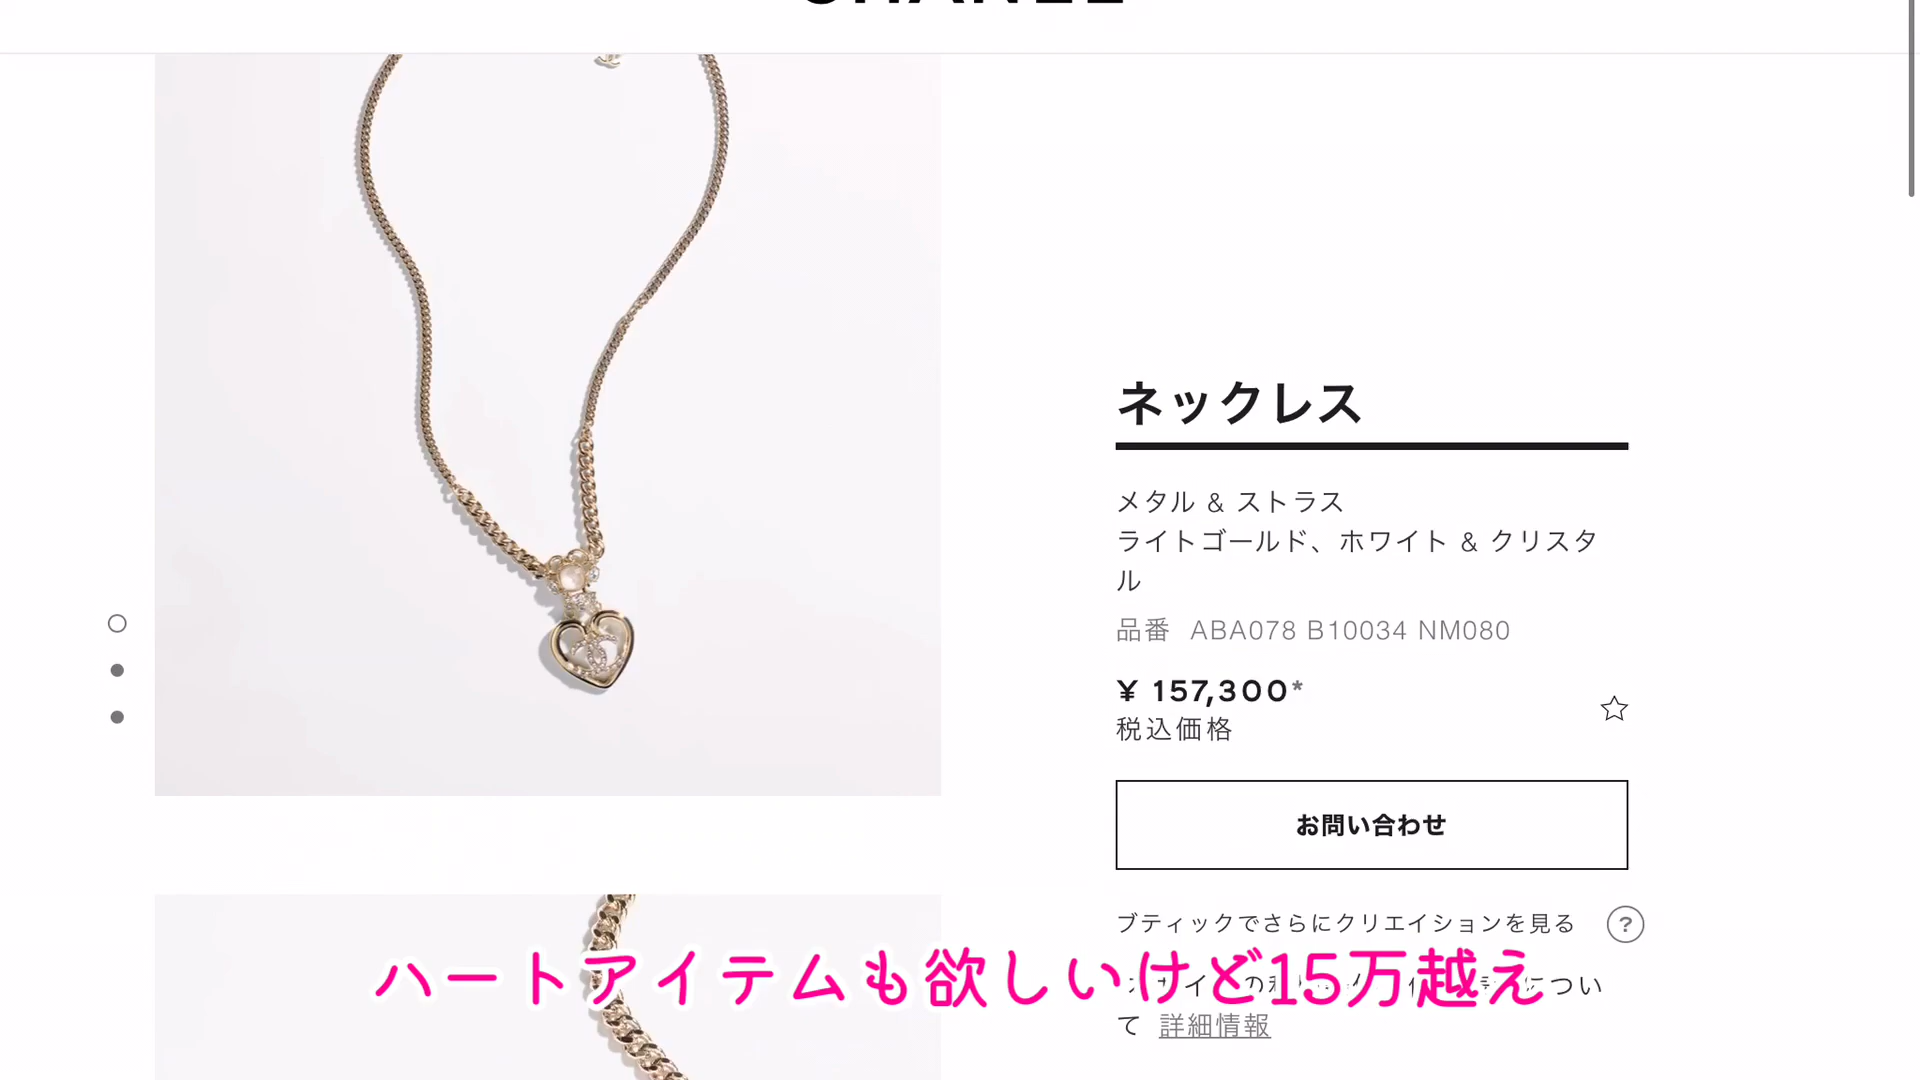 CHANEL
ネックレス
メタル & ストラス
ライトゴールド、ホワイト & クリスタ
ル
品番 ABA078 B10034 NM080
¥ 157,300*
税込価格
お問い合わせ
ブティックでさらにクリエイションを見る ?
ハートアイテムも欲しいけど15万越え
につい
て 詳細情報